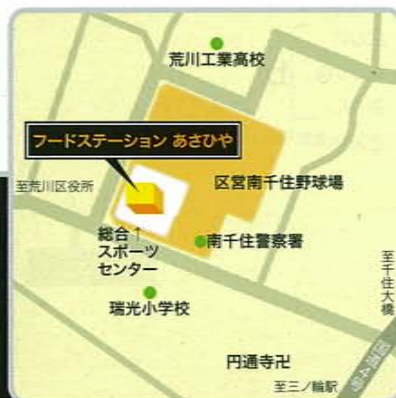 荒川工業高校
フードステーション あさひや
至荒川区役所
区営南千住野球場
総合↑
スポーツ
センター
南千住警察署
至千住大橋
瑞光小学校
円通寺卍
国道4号
至三ノ輪駅